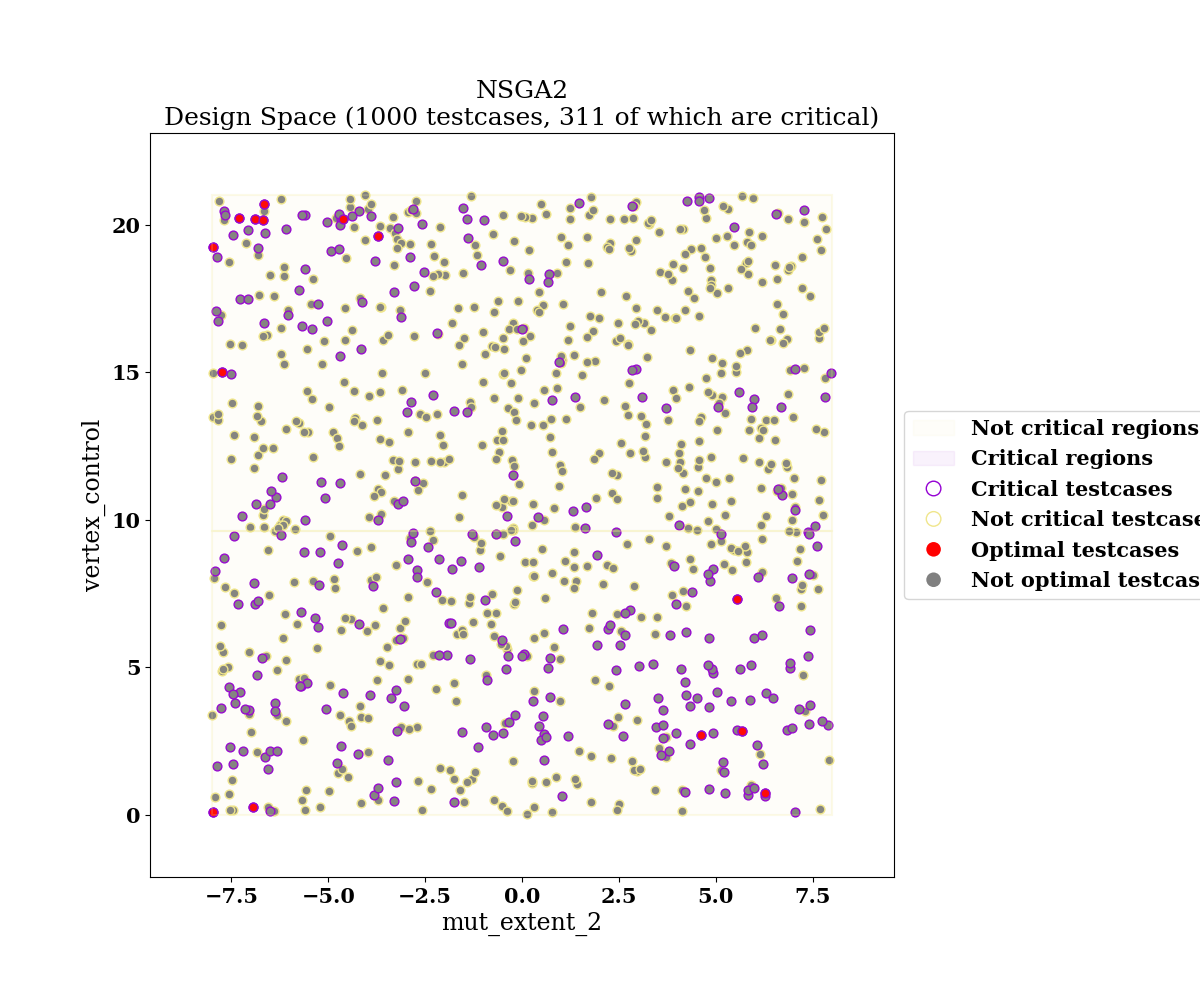 NSGA2
Design Space (1000 testcases, 311 of which are critical)
20
15
10
5
0
vertex_control
−7.5
−5.0
−2.5
0.0
2.5
5.0
7.5
mut_extent_2
Not critical regions
Critical regions
Critical testcases
Not critical testcase
Optimal testcases
Not optimal testcas